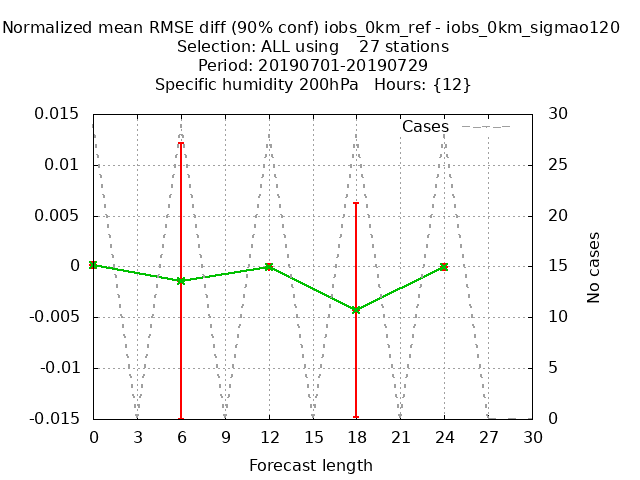 Normalized mean RMSE diff (90% conf) iobs_0km_ref - iobs_0km_sigmao120
Selection: ALL using    27 stations
Period: 20190701-20190729
Specific humidity 200hPa   Hours: {12}
Cases
0.015
0.01
0.005
0
-0.005
-0.01
-0.015
30
25
20
15
10
5
0
No cases
0 3 6 9 12 15 18 21 24 27 30
Forecast length